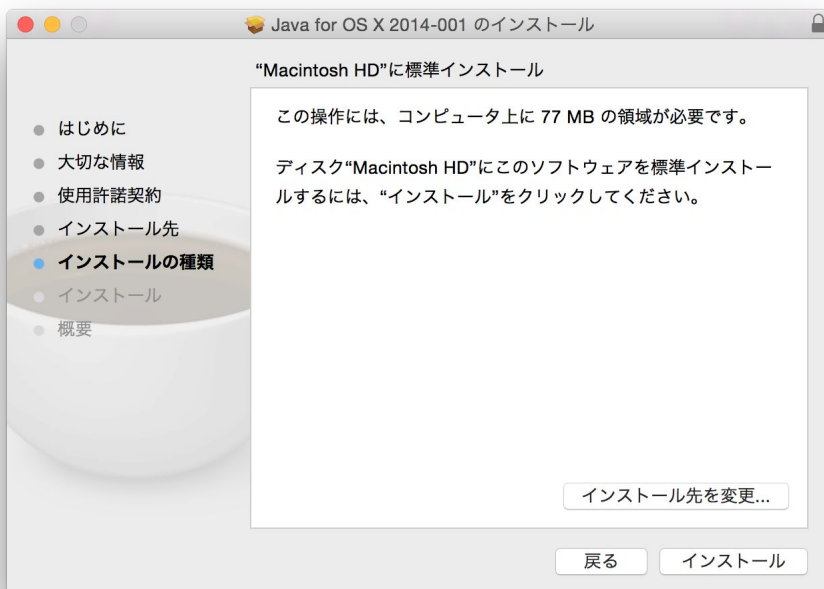 Java for OS X 2014-001 のインストール
“Macintosh HD”に標準インストール
はじめに
大切な情報
使用許諾契約
インストール先
インストールの種類
インストール
概要
この操作には、コンピュータ上に 77 MB の領域が必要です。
ディスク“Macintosh HD”にこのソフトウェアを標準インストー
ルするには、“インストール”をクリックしてください。
インストール先を変更...
戻る
インストール